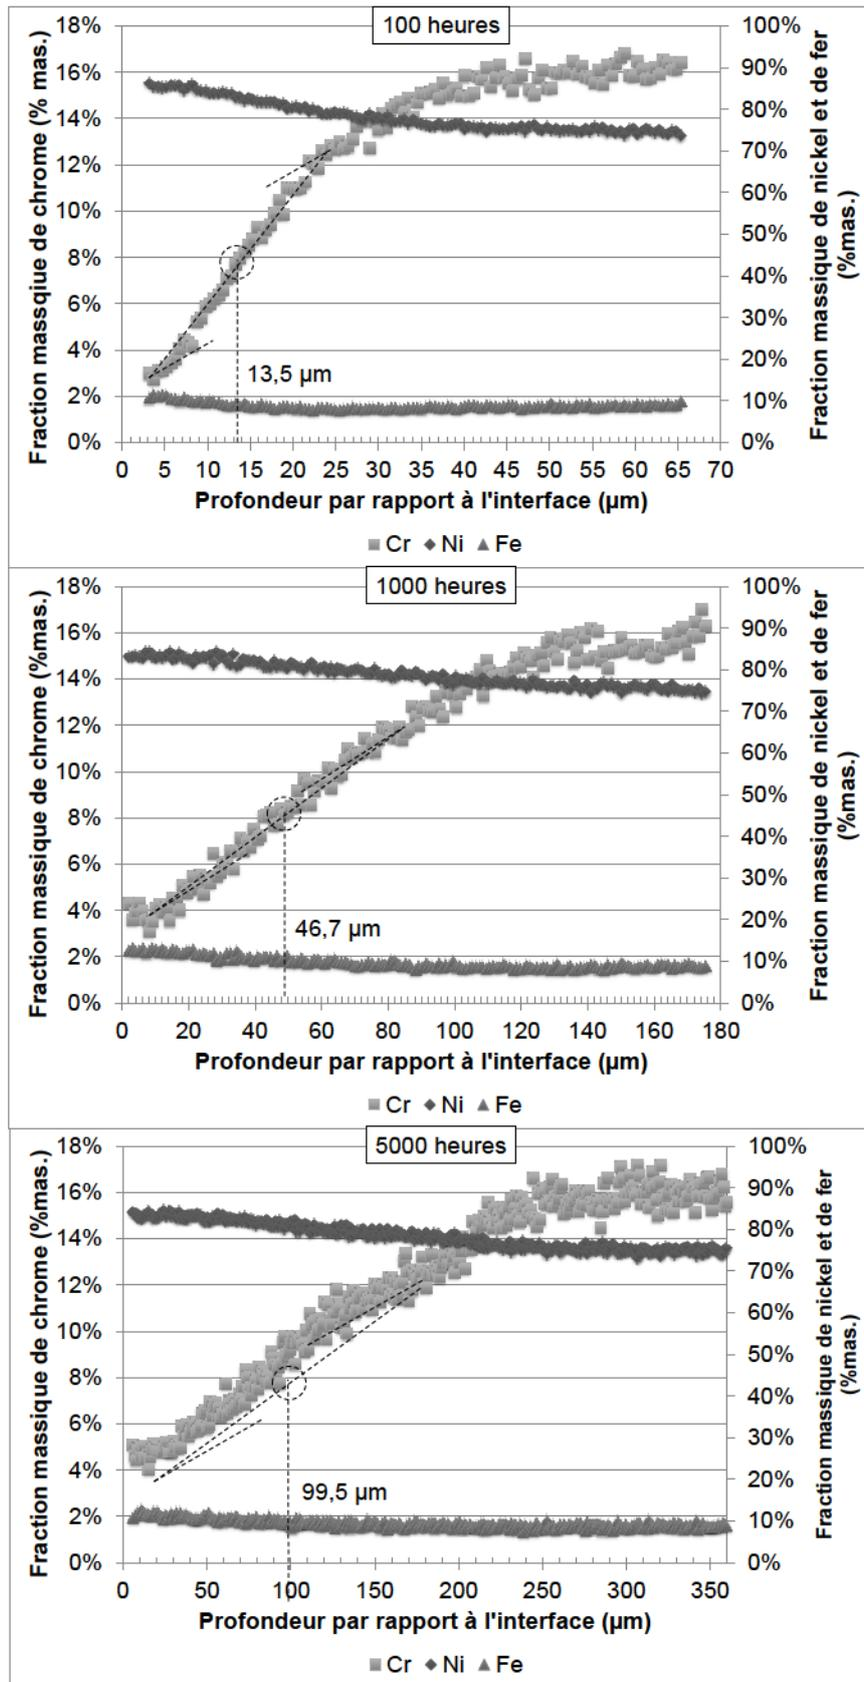 100 heures
Fraction massqiue de chrome (% mas.)
18%
16%
14%
12%
10%
8%
6%
4%
2%
0%
100%
90%
80%
70%
60%
50%
40%
30%
20%
10%
0%
Fraction massique de nickel et de fer
(%mas.)
13,5 µm
0 5 10 15 20 25 30 35 40 45 50 55 60 65 70
Profondeur par rapport à l'interface (µm)
Cr Ni Fe
1000 heures
Fraction massique de chrome (%mas.)
18%
16%
14%
12%
10%
8%
6%
4%
2%
0%
100%
90%
80%
70%
60%
50%
40%
30%
20%
10%
0%
Fraction massique de nickel et de fer
(%mas.)
46,7 µm
0 20 40 60 80 100 120 140 160 180
Profondeur par rapport à l'interface (µm)
Cr Ni Fe
5000 heures
Fraction massique de chrome (%mas.)
18%
16%
14%
12%
10%
8%
6%
4%
2%
0%
100%
90%
80%
70%
60%
50%
40%
30%
20%
10%
0%
Fraction massique de nickel et de fer
(%mas.)
99,5 µm
0 50 100 150 200 250 300 350
Profondeur par rapport à l'interface (µm)
Cr Ni Fe